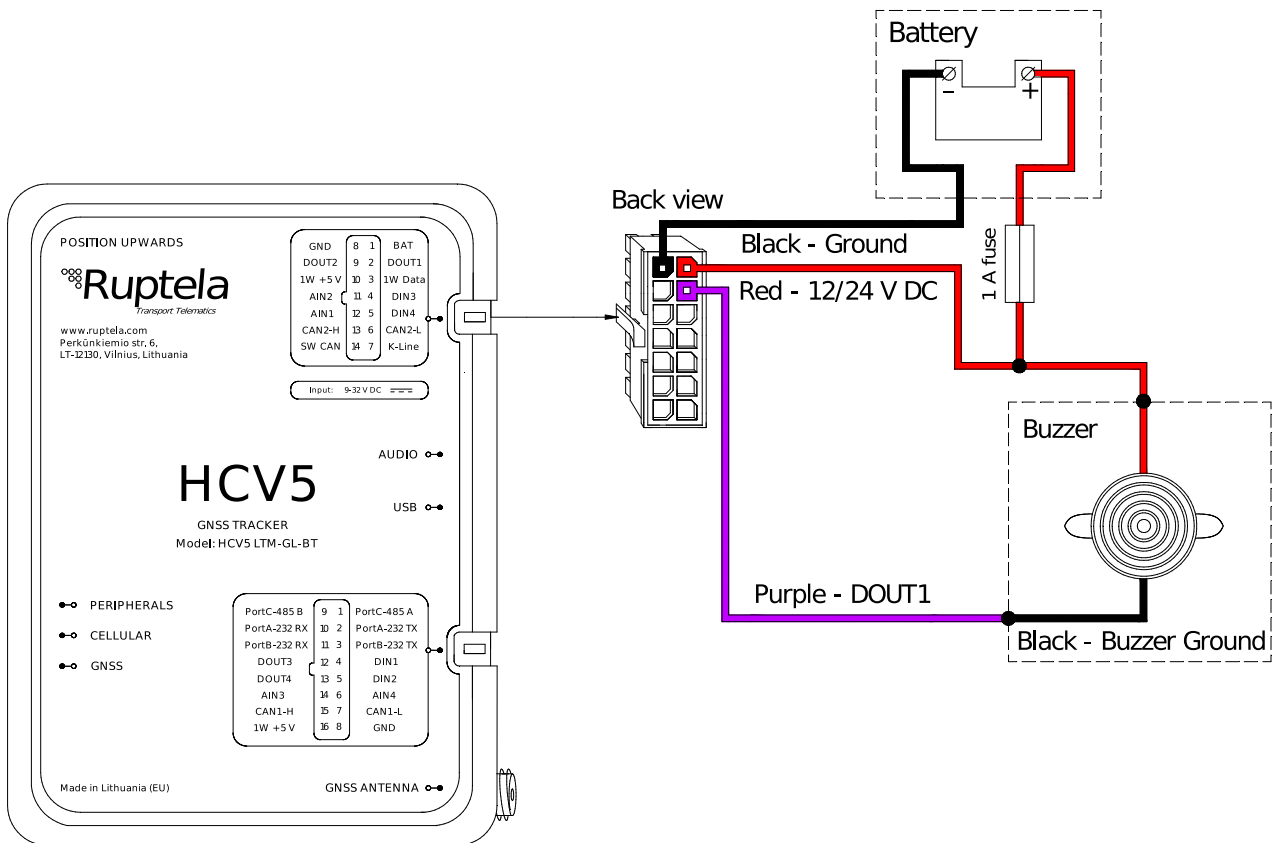 Battery
- +
Back view
Black - Ground
Red - 12/24 V DC
1 A fuse
Buzzer
Purple - DOUT1
Black - Buzzer Ground
POSITION UPWARDS
Ruptela
Transport Telematics
www.ruptela.com
Perkūnkiemio str, 6,
LT-12130, Vilnius, Lithuania
GND 8 1 BAT
DOUT2 9 2 DOUT1
1W +5 V 10 3 1W Data
AIN2 11 4 DIN3
AIN1 12 5 DIN4
CAN2-H 13 6 CAN2-L
SW CAN 14 7 K-Line
Input: 9-32 V DC
AUDIO
HCV5
USB
GNSS TRACKER
Model: HCV5 LTM-GL-BT
PERIPHERALS
CELLULAR
GNSS
PortC-485 B 9 1 PortC-485 A
PortA-232 RX 10 2 PortA-232 TX
PortB-232 RX 11 3 PortB-232 TX
DOUT3 12 4 DIN1
DOUT4 13 5 DIN2
AIN3 14 6 AIN4
CAN1-H 15 7 CAN1-L
1W +5 V 16 8 GND
Made in Lithuania (EU)
GNSS ANTENNA